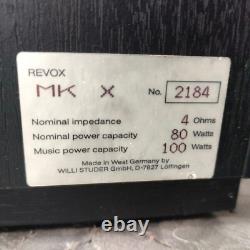 REVOX
MK X No. 2184
Nominal impedance 4 Ohms
Nominal power capacity 80 Watts
Music power capacity 100 Watts
Made in West Germany by
WILLI STUDER GmbH, D-7827 Löffingen